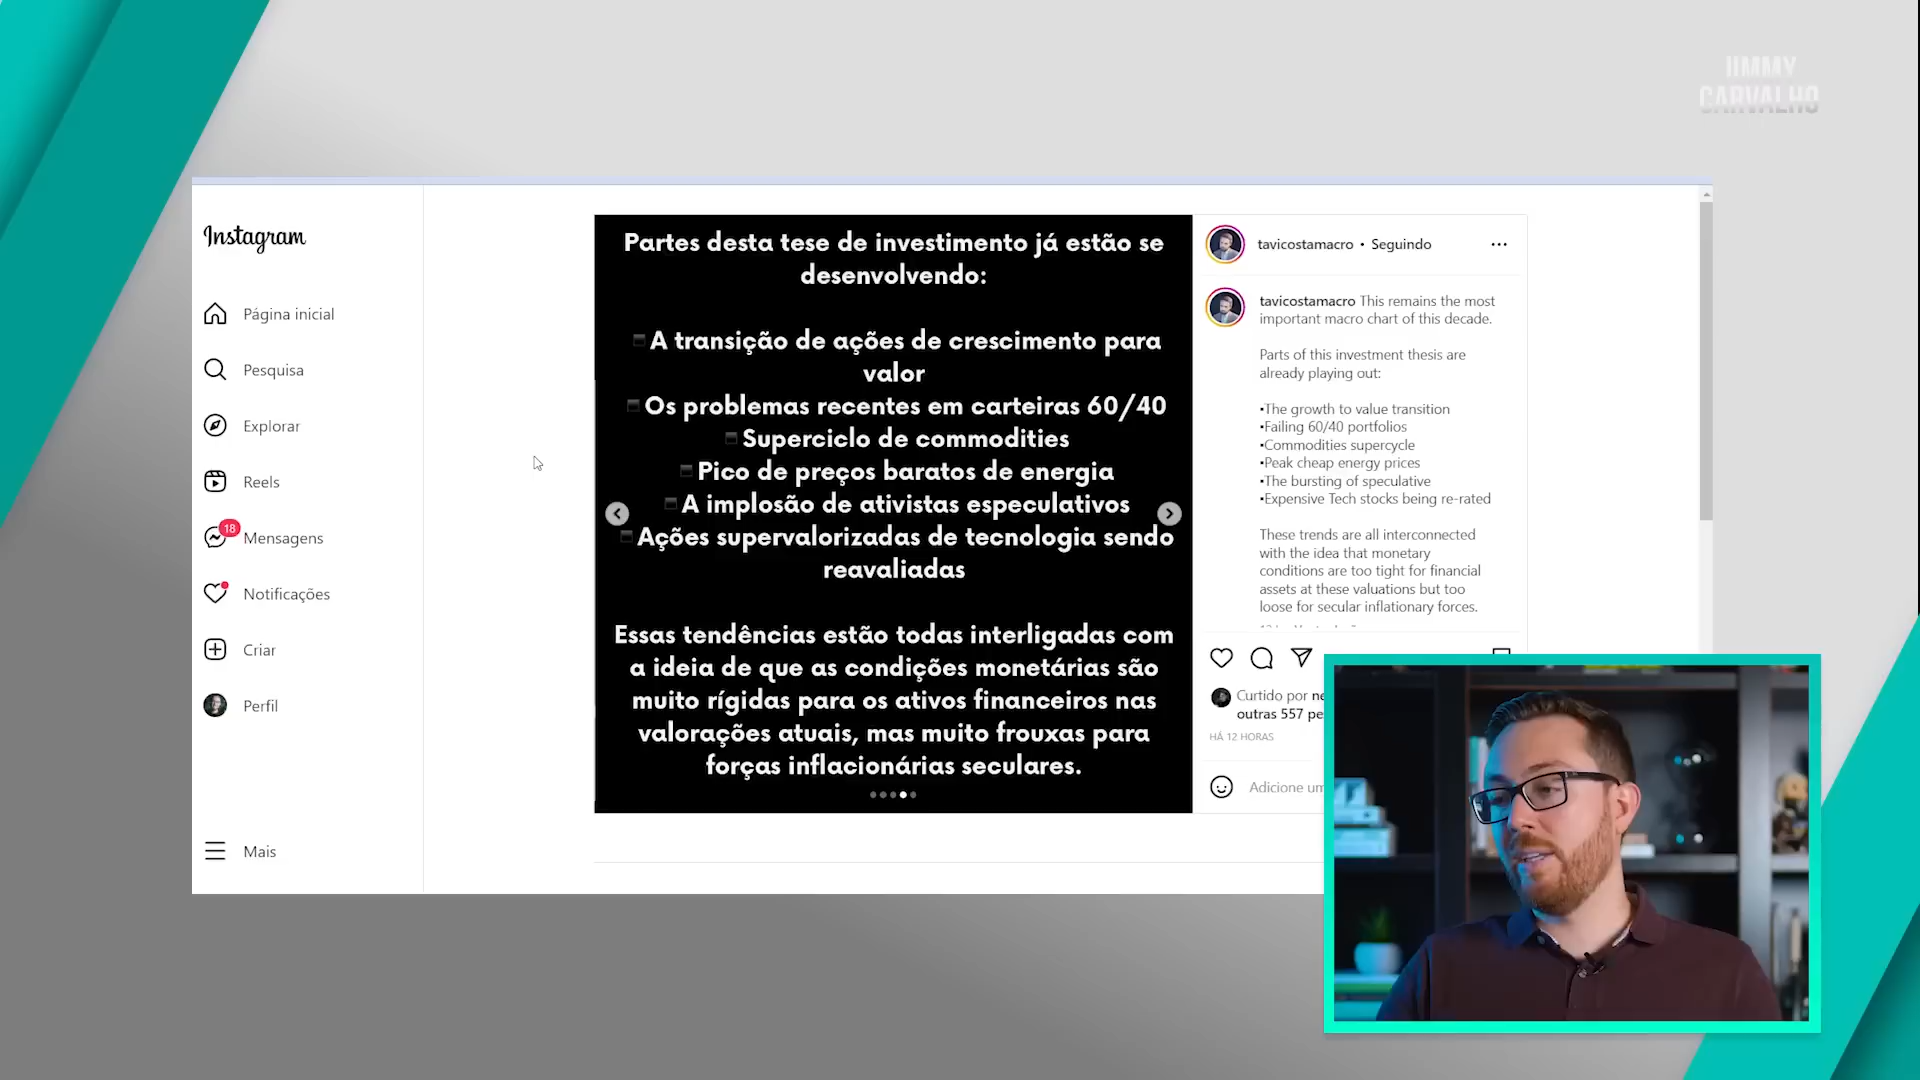 JIMMY
CARVALHO
Instagram
Página inicial
Pesquisa
Explorar
Reels
18
Mensagens
Notificações
Criar
Perfil
Mais
Partes desta tese de investimento já estão se
desenvolvendo:
▪A transição de ações de crescimento para
valor
▪Os problemas recentes em carteiras 60/40
▪Superciclo de commodities
▪Pico de preços baratos de energia
▪A implosão de ativistas especulativos
▪Ações supervalorizadas de tecnologia sendo
reavaliadas
Essas tendências estão todas interligadas com
a ideia de que as condições monetárias são
muito rígidas para os ativos financeiros nas
valorações atuais, mas muito frouxas para
forças inflacionárias seculares.
tavicostamacro • Seguindo
tavicostamacro This remains the most
important macro chart of this decade.
Parts of this investment thesis are
already playing out:
▪The growth to value transition
▪Failing 60/40 portfolios
▪Commodities supercycle
▪Peak cheap energy prices
▪The bursting of speculative
▪Expensive Tech stocks being re-rated
These trends are all interconnected
with the idea that monetary
conditions are too tight for financial
assets at these valuations but too
loose for secular inflationary forces.
Curtido por
outras 557
HÁ 12 HORAS
Adicione